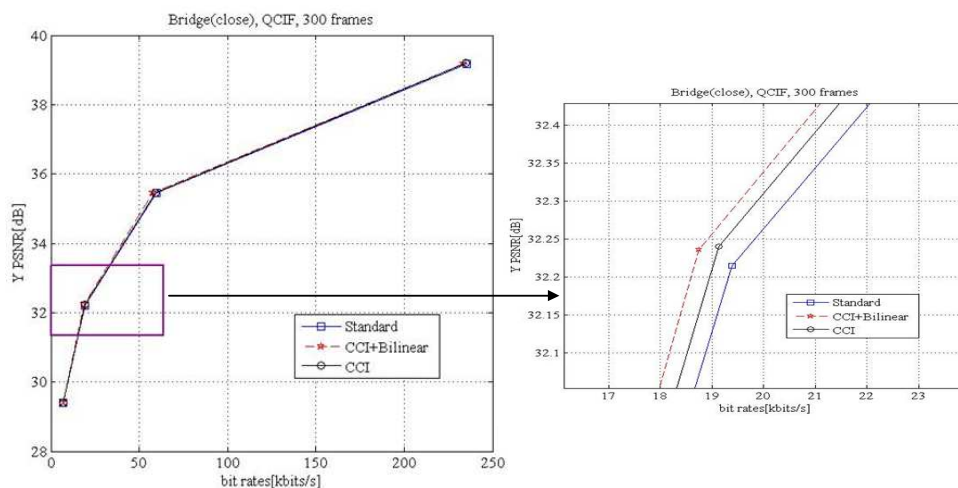 Bridge(close), QCIF, 300 frames
40
38
36
34
32
30
28
Y PSNR[dB]
Standard
CCI+Bilinear
CCI
0 50 100 150 200 250
bit rates[kbits/s]
Bridge(close), QCIF, 300 frames
32.4
32.35
32.3
32.25
32.2
32.15
32.1
Y PSNR[dB]
Standard
CCI+Bilinear
CCI
17 18 19 20 21 22 23
bit rates[kbits/s]